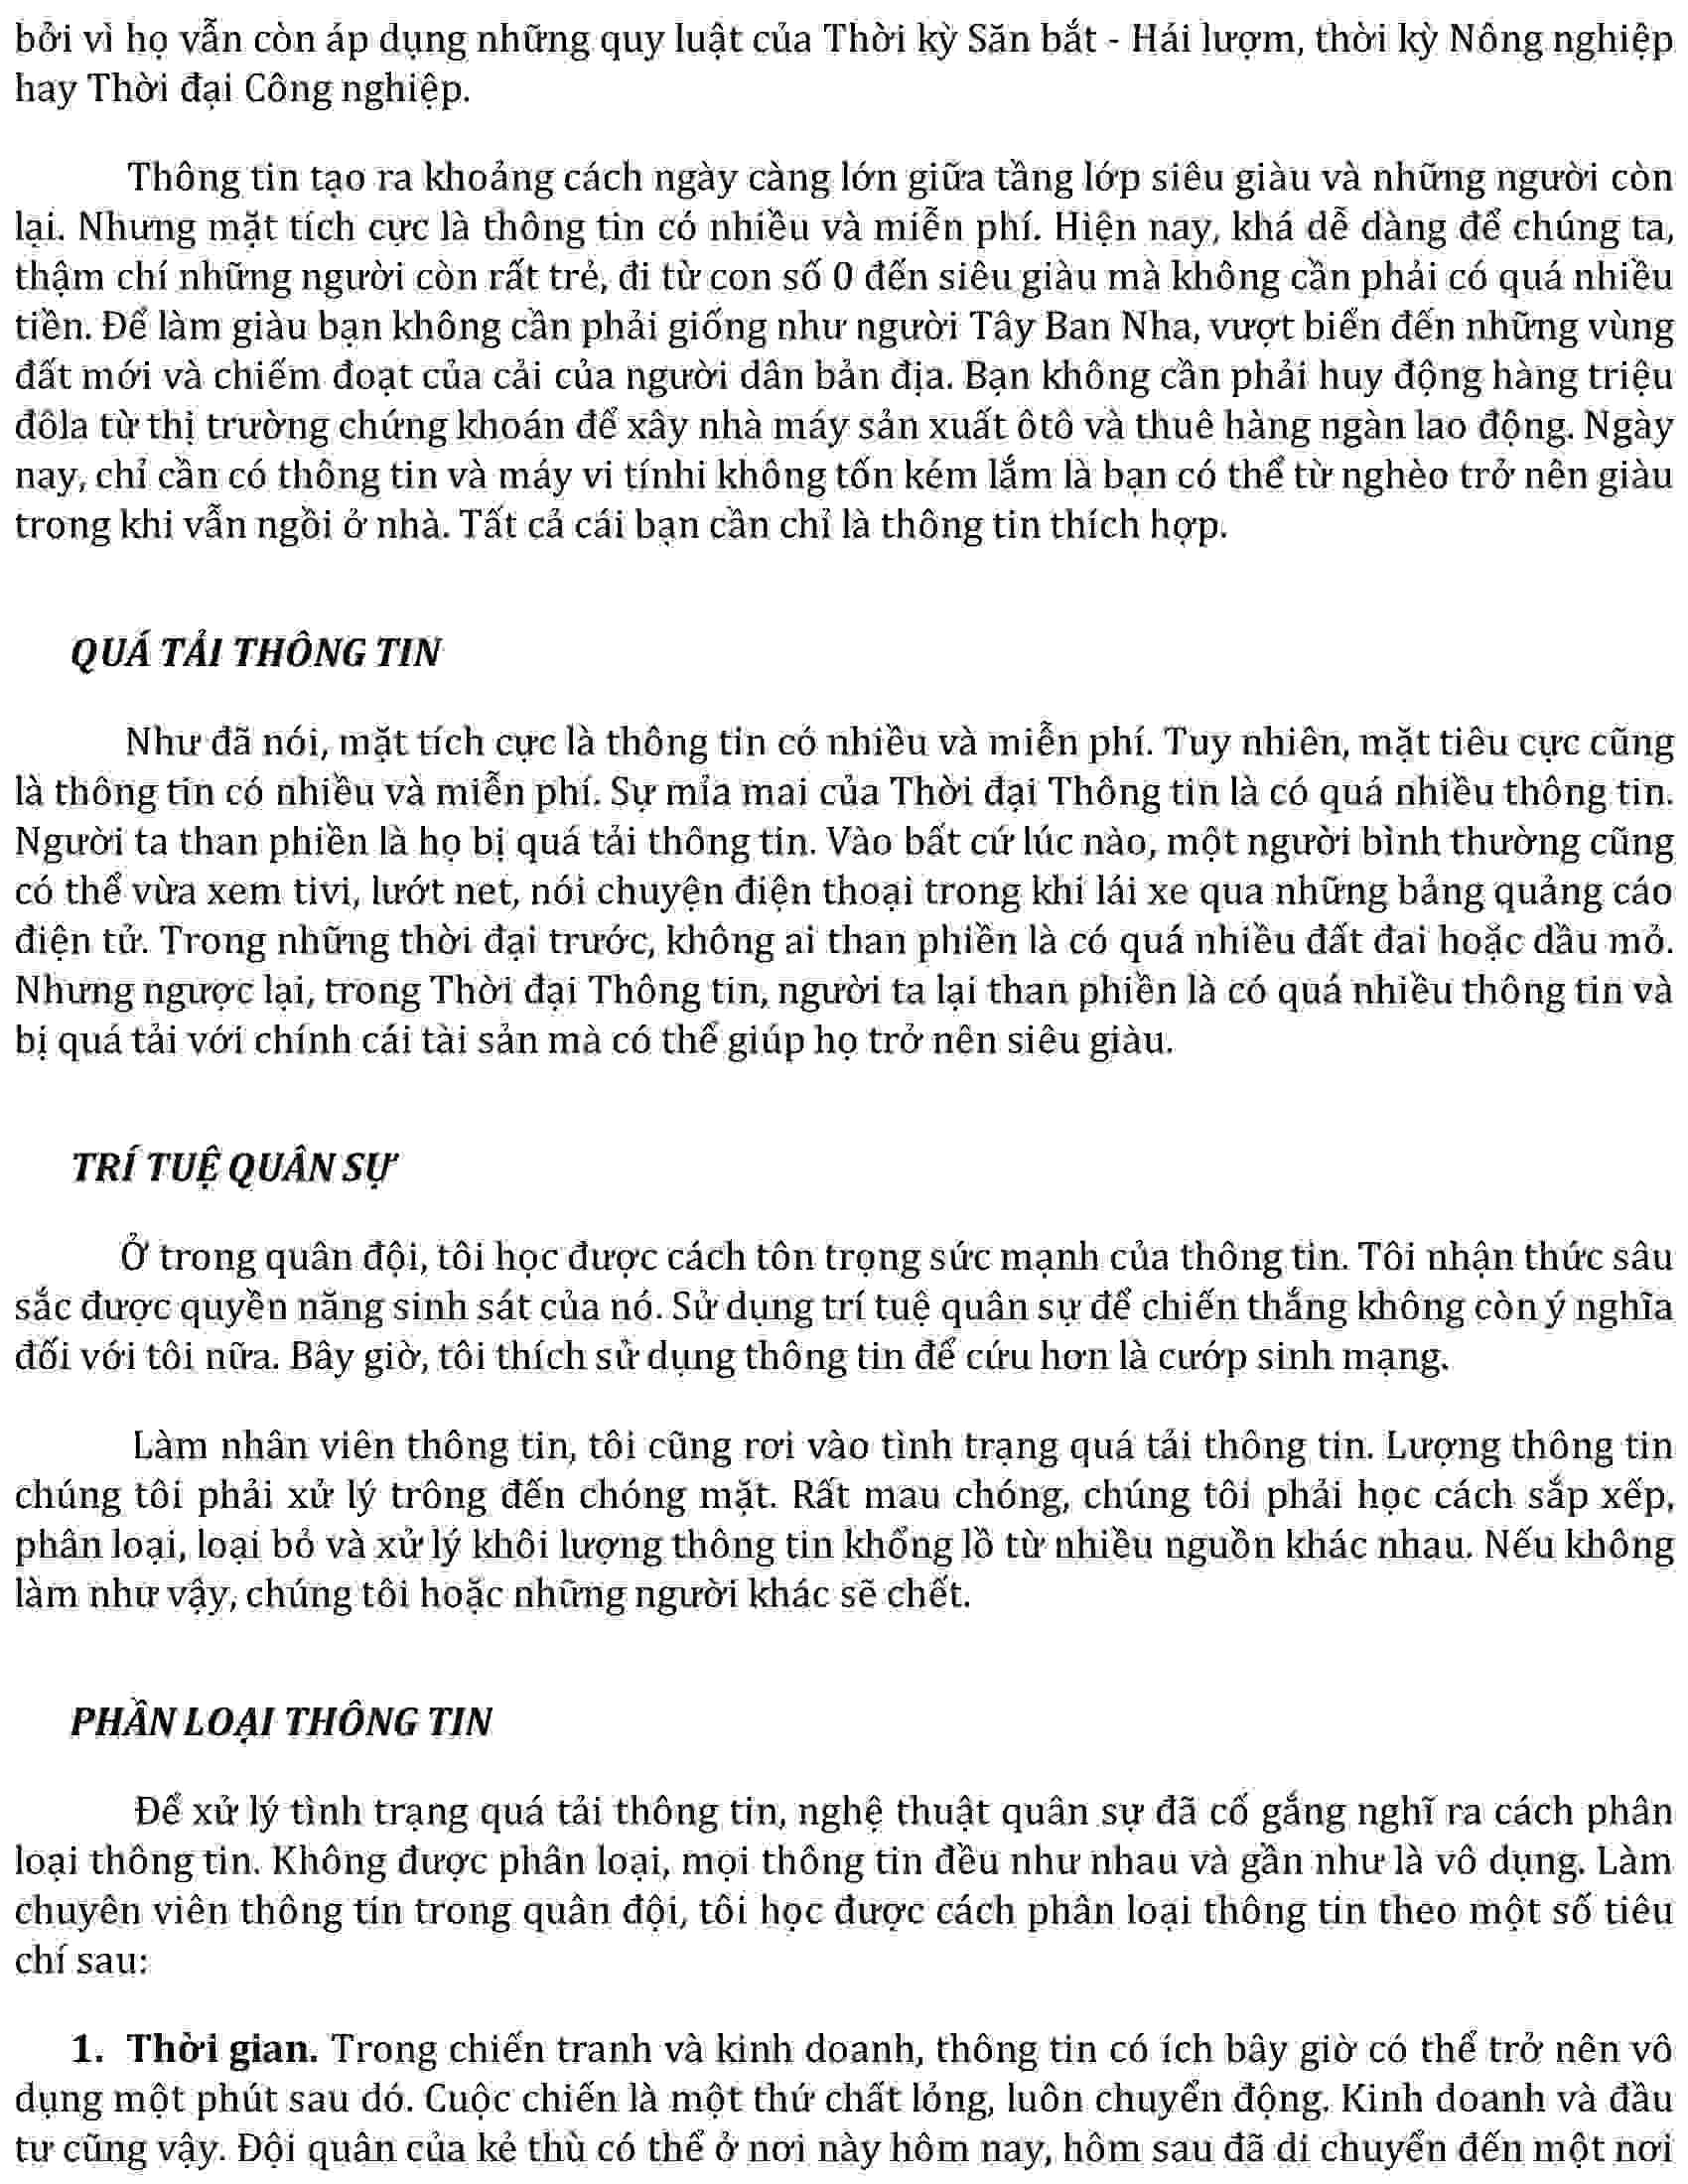 bởi vì họ vẫn còn áp dụng những quy luật của Thời kỳ Săn bắt - Hái lượm, thời kỳ Nông nghiệp
hay Thời đại Công nghiệp.
Thông tin tạo ra khoảng cách ngày càng lớn giữa tầng lớp siêu giàu và những người còn
lại. Nhưng mặt tích cực là thông tin có nhiều và miễn phí. Hiện nay, khá dễ dàng để chúng ta,
thậm chí những người còn rất trẻ, đi từ con số 0 đến siêu giàu mà không cần phải có quá nhiều
tiền. Để làm giàu bạn không cần phải giống như người Tây Ban Nha, vượt biển đến những vùng
đất mới và chiếm đoạt của cải của người dân bản địa. Bạn không cần phải huy động hàng triệu
đôla từ thị trường chứng khoán để xây nhà máy sản xuất ôtô và thuê hàng ngàn lao động. Ngày
nay, chỉ cần có thông tin và máy vi tínhi không tốn kém lắm là bạn có thể từ nghèo trở nên giàu
trong khi vẫn ngồi ở nhà. Tất cả cái bạn cần chỉ là thông tin thích hợp.
QUÁ TẢI THÔNG TIN
Như đã nói, mặt tích cực là thông tin có nhiều và miễn phí. Tuy nhiên, mặt tiêu cực cũng
là thông tin có nhiều và miễn phí. Sự mỉa mai của Thời đại Thông tin là có quá nhiều thông tin.
Người ta than phiền là họ bị quá tải thông tin. Vào bất cứ lúc nào, một người bình thường cũng
có thể vừa xem tivi, lướt net, nói chuyện điện thoại trong khi lái xe qua những bảng quảng cáo
điện tử. Trong những thời đại trước, không ai than phiền là có quá nhiều đất đai hoặc dầu mỏ.
Nhưng ngược lại, trong Thời đại Thông tin, người ta lại than phiền là có quá nhiều thông tin và
bị quá tải với chính cái tài sản mà có thể giúp họ trở nên siêu giàu.
TRÍ TUỆ QUÂN SỰ
Ở trong quân đội, tôi học được cách tôn trọng sức mạnh của thông tin. Tôi nhận thức sâu
sắc được quyền năng sinh sát của nó. Sử dụng trí tuệ quân sự để chiến thắng không còn ý nghĩa
đối với tôi nữa. Bây giờ, tôi thích sử dụng thông tin để cứu hơn là cướp sinh mạng.
Làm nhân viên thông tin, tôi cũng rơi vào tình trạng quá tải thông tin. Lượng thông tin
chúng tôi phải xử lý trông đến chóng mặt. Rất mau chóng, chúng tôi phải học cách sắp xếp,
phân loại, loại bỏ và xử lý khôi lượng thông tin khổng lồ từ nhiều nguồn khác nhau. Nếu không
làm như vậy, chúng tôi hoặc những người khác sẽ chết.
PHẦN LOẠI THÔNG TIN
Để xử lý tình trạng quá tải thông tin, nghệ thuật quân sự đã cố gắng nghĩ ra cách phân
loại thông tin. Không được phân loại, mọi thông tin đều như nhau và gần như là vô dụng. Làm
chuyên viên thông tin trong quân đội, tôi học được cách phân loại thông tin theo một số tiêu
chí sau:
1. Thời gian. Trong chiến tranh và kinh doanh, thông tin có ích bây giờ có thể trở nên vô
dụng một phút sau dó. Cuộc chiến là một thứ chất lỏng, luôn chuyển động. Kinh doanh và đầu
tư cũng vậy. Đội quân của kẻ thù có thể ở nơi này hôm nay, hôm sau đã di chuyển đến một nơi